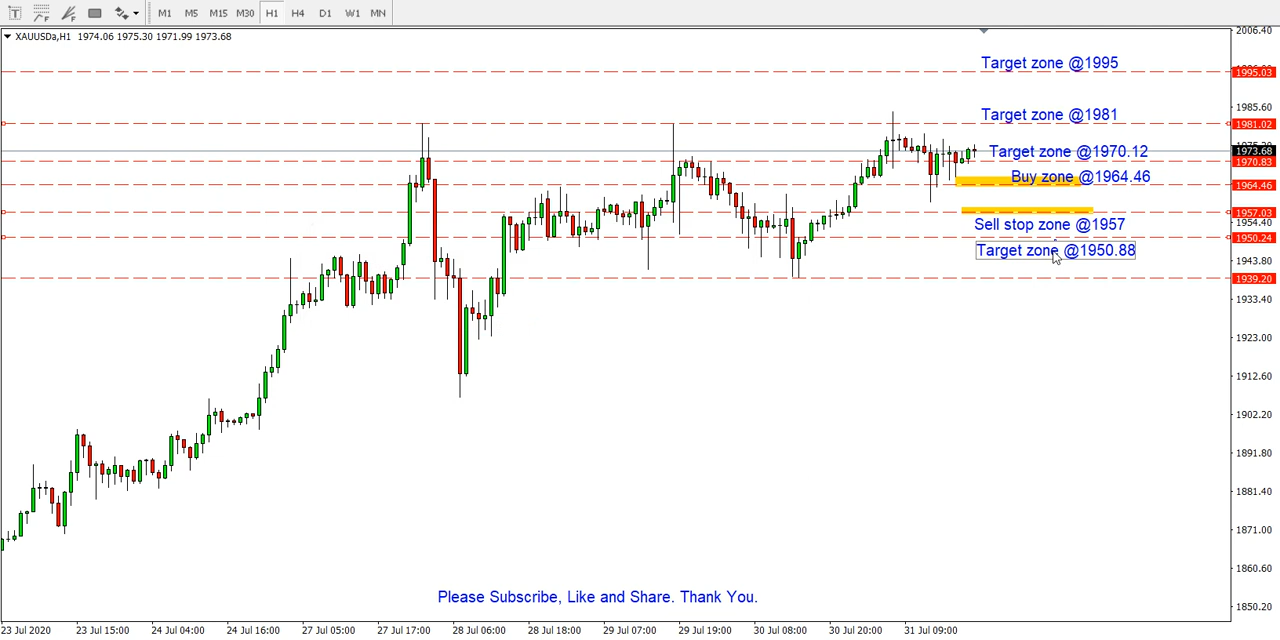 T F F M1 M5 M15 M30 H1 H4 D1 W1 MN
XAUUSDa,H1 1974.06 1975.30 1971.99 1973.68
2006.40
Target zone @1995
1995.03
1985.60
Target zone @1981
1981.02
Target zone @1970.12
1973.68
1970.83
Buy zone @1964.46
1964.46
1957.03
Sell stop zone @1957
1954.40
1950.24
Target zone @1950.88
1943.80
1939.20
1933.40
1923.00
1912.60
1902.20
1891.80
1881.40
1871.00
1860.60
Please Subscribe, Like and Share. Thank You.
1850.20
23 Jul 2020 23 Jul 15:00 24 Jul 04:00 24 Jul 16:00 27 Jul 05:00 27 Jul 17:00 28 Jul 06:00 28 Jul 18:00 29 Jul 07:00 29 Jul 19:00 30 Jul 08:00 30 Jul 20:00 31 Jul 09:00